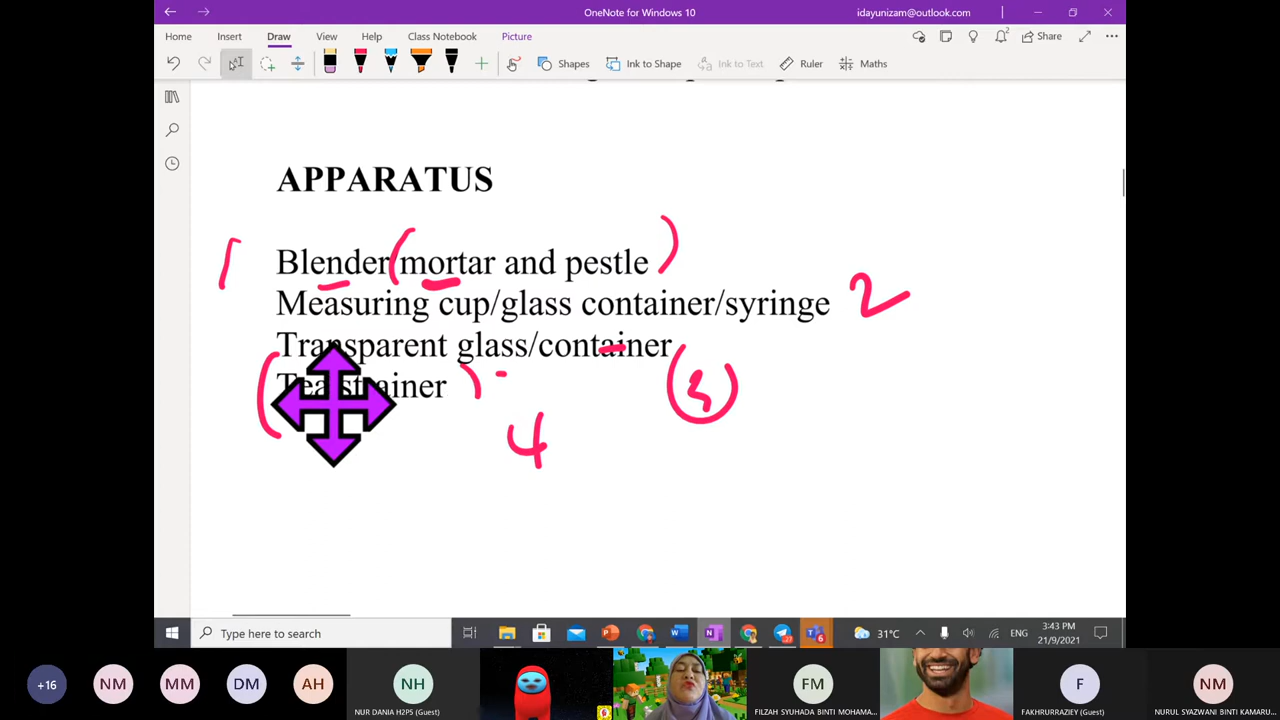 OneNote for Windows 10
idayunizam@outlook.com
Home Insert Draw View Help Class Notebook Picture
Share
Shapes Ink to Shape Ink to Text Ruler Maths
APPARATUS
1 Blender (mortar and pestle)
Measuring cup/glass container/syringe 2
Transparent glass/container
(Tea strainer) (3)
4
Type here to search
6
31°C
ENG
3:43 PM
21/9/2021
+16 NM MM DM AH NH FM F NM
NUR DANIA H2P5 (Guest) FILZAH SYUHADA BINTI MOHAMA... FAKHRURRAZIEY (Guest) NURUL SYAZWANI BINTI KAMARU...